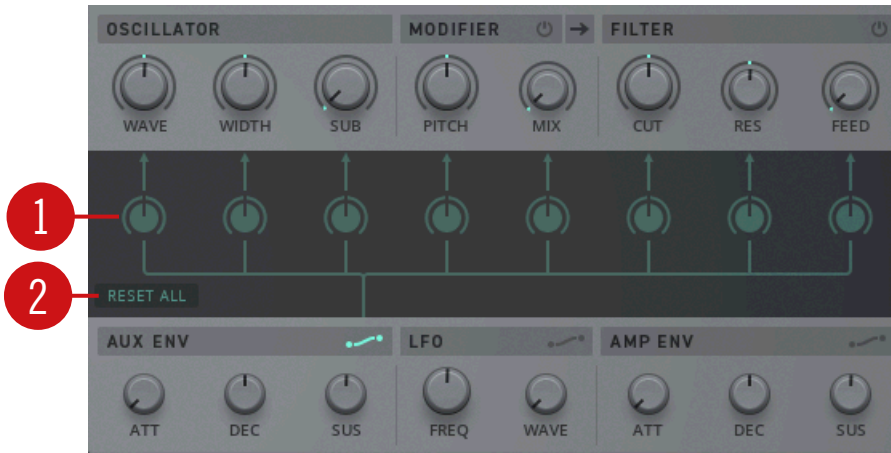 OSCILLATOR MODIFIER FILTER
WAVE WIDTH SUB PITCH MIX CUT RES FEED
1
2 RESET ALL
AUX ENV LFO AMP ENV
ATT DEC SUS FREQ WAVE ATT DEC SUS